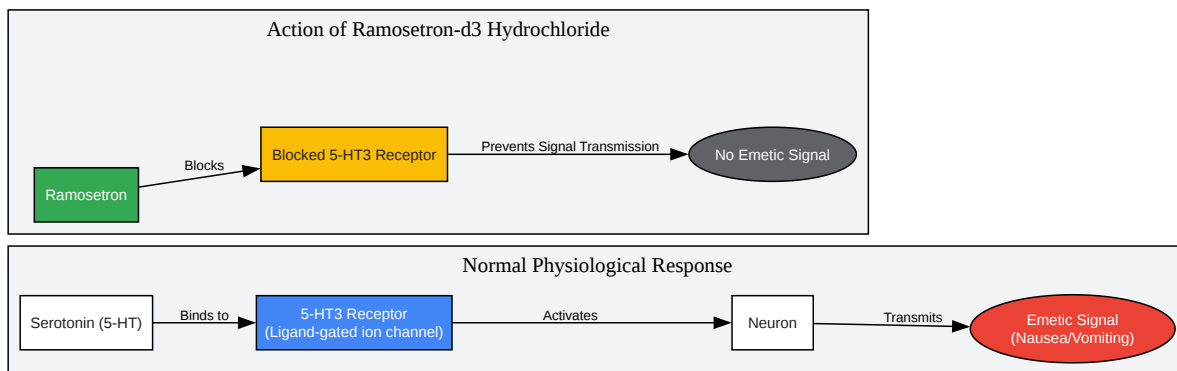 Action of Ramosetron-d3 Hydrochloride
Ramosetron
Blocks
Blocked 5-HT3 Receptor
Prevents Signal Transmission
No Emetic Signal
Normal Physiological Response
Serotonin (5-HT)
Binds to
5-HT3 Receptor
(Ligand-gated ion channel)
Activates
Neuron
Transmits
Emetic Signal
(Nausea/Vomiting)